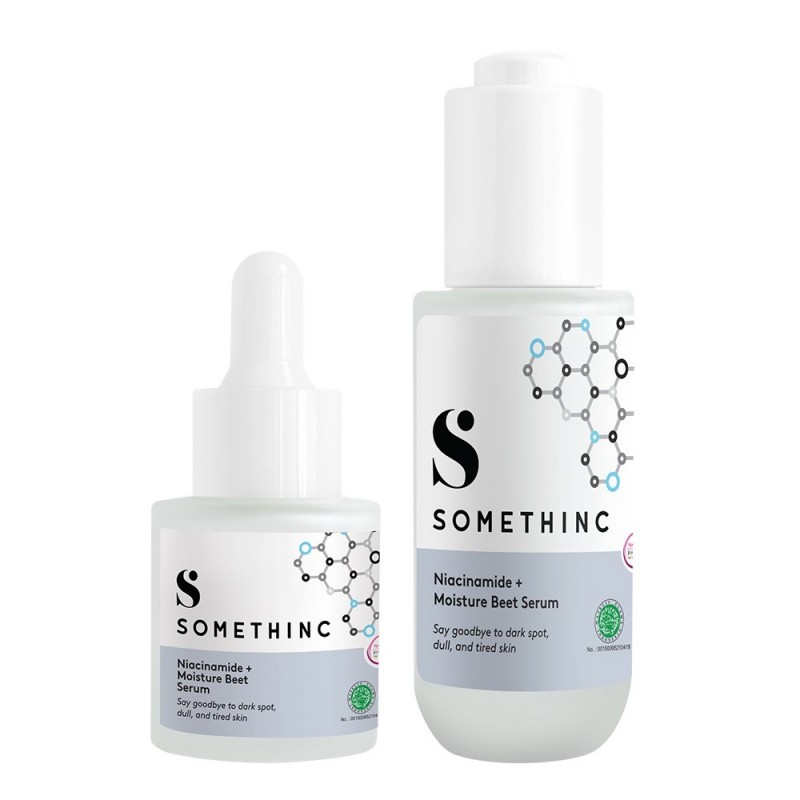 S
SOMETHINC
Niacinamide +
Moisture Beet
Serum
Say goodbye to dark spot,
dull, and tired skin
S
SOMETHINC
Niacinamide +
Moisture Beet Serum
Say goodbye to dark spot,
dull, and tired skin